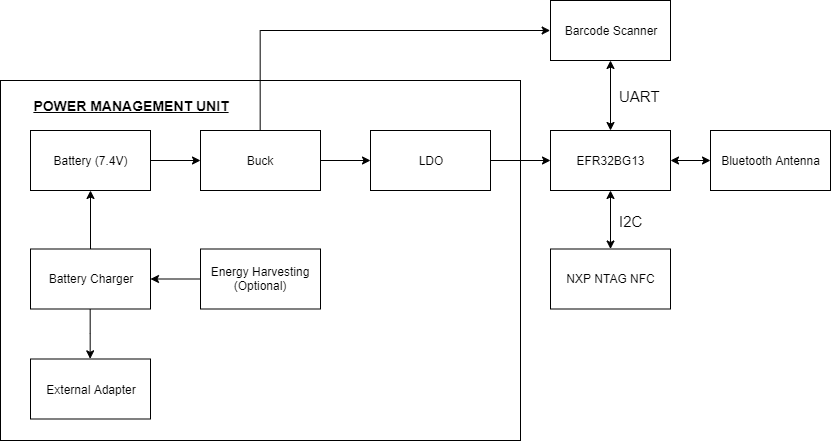 Barcode Scanner
UART
POWER MANAGEMENT UNIT
Battery (7.4V)
Buck
LDO
EFR32BG13
Bluetooth Antenna
I2C
Battery Charger
Energy Harvesting
(Optional)
NXP NTAG NFC
External Adapter